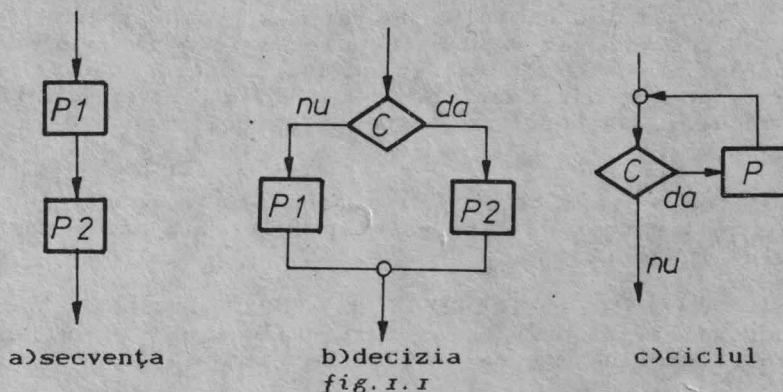 P1
P2
nu
da
C
P1
P2
C
da
P
nu
a)secvenţa
b)decizia
c)ciclul
fig.I.I